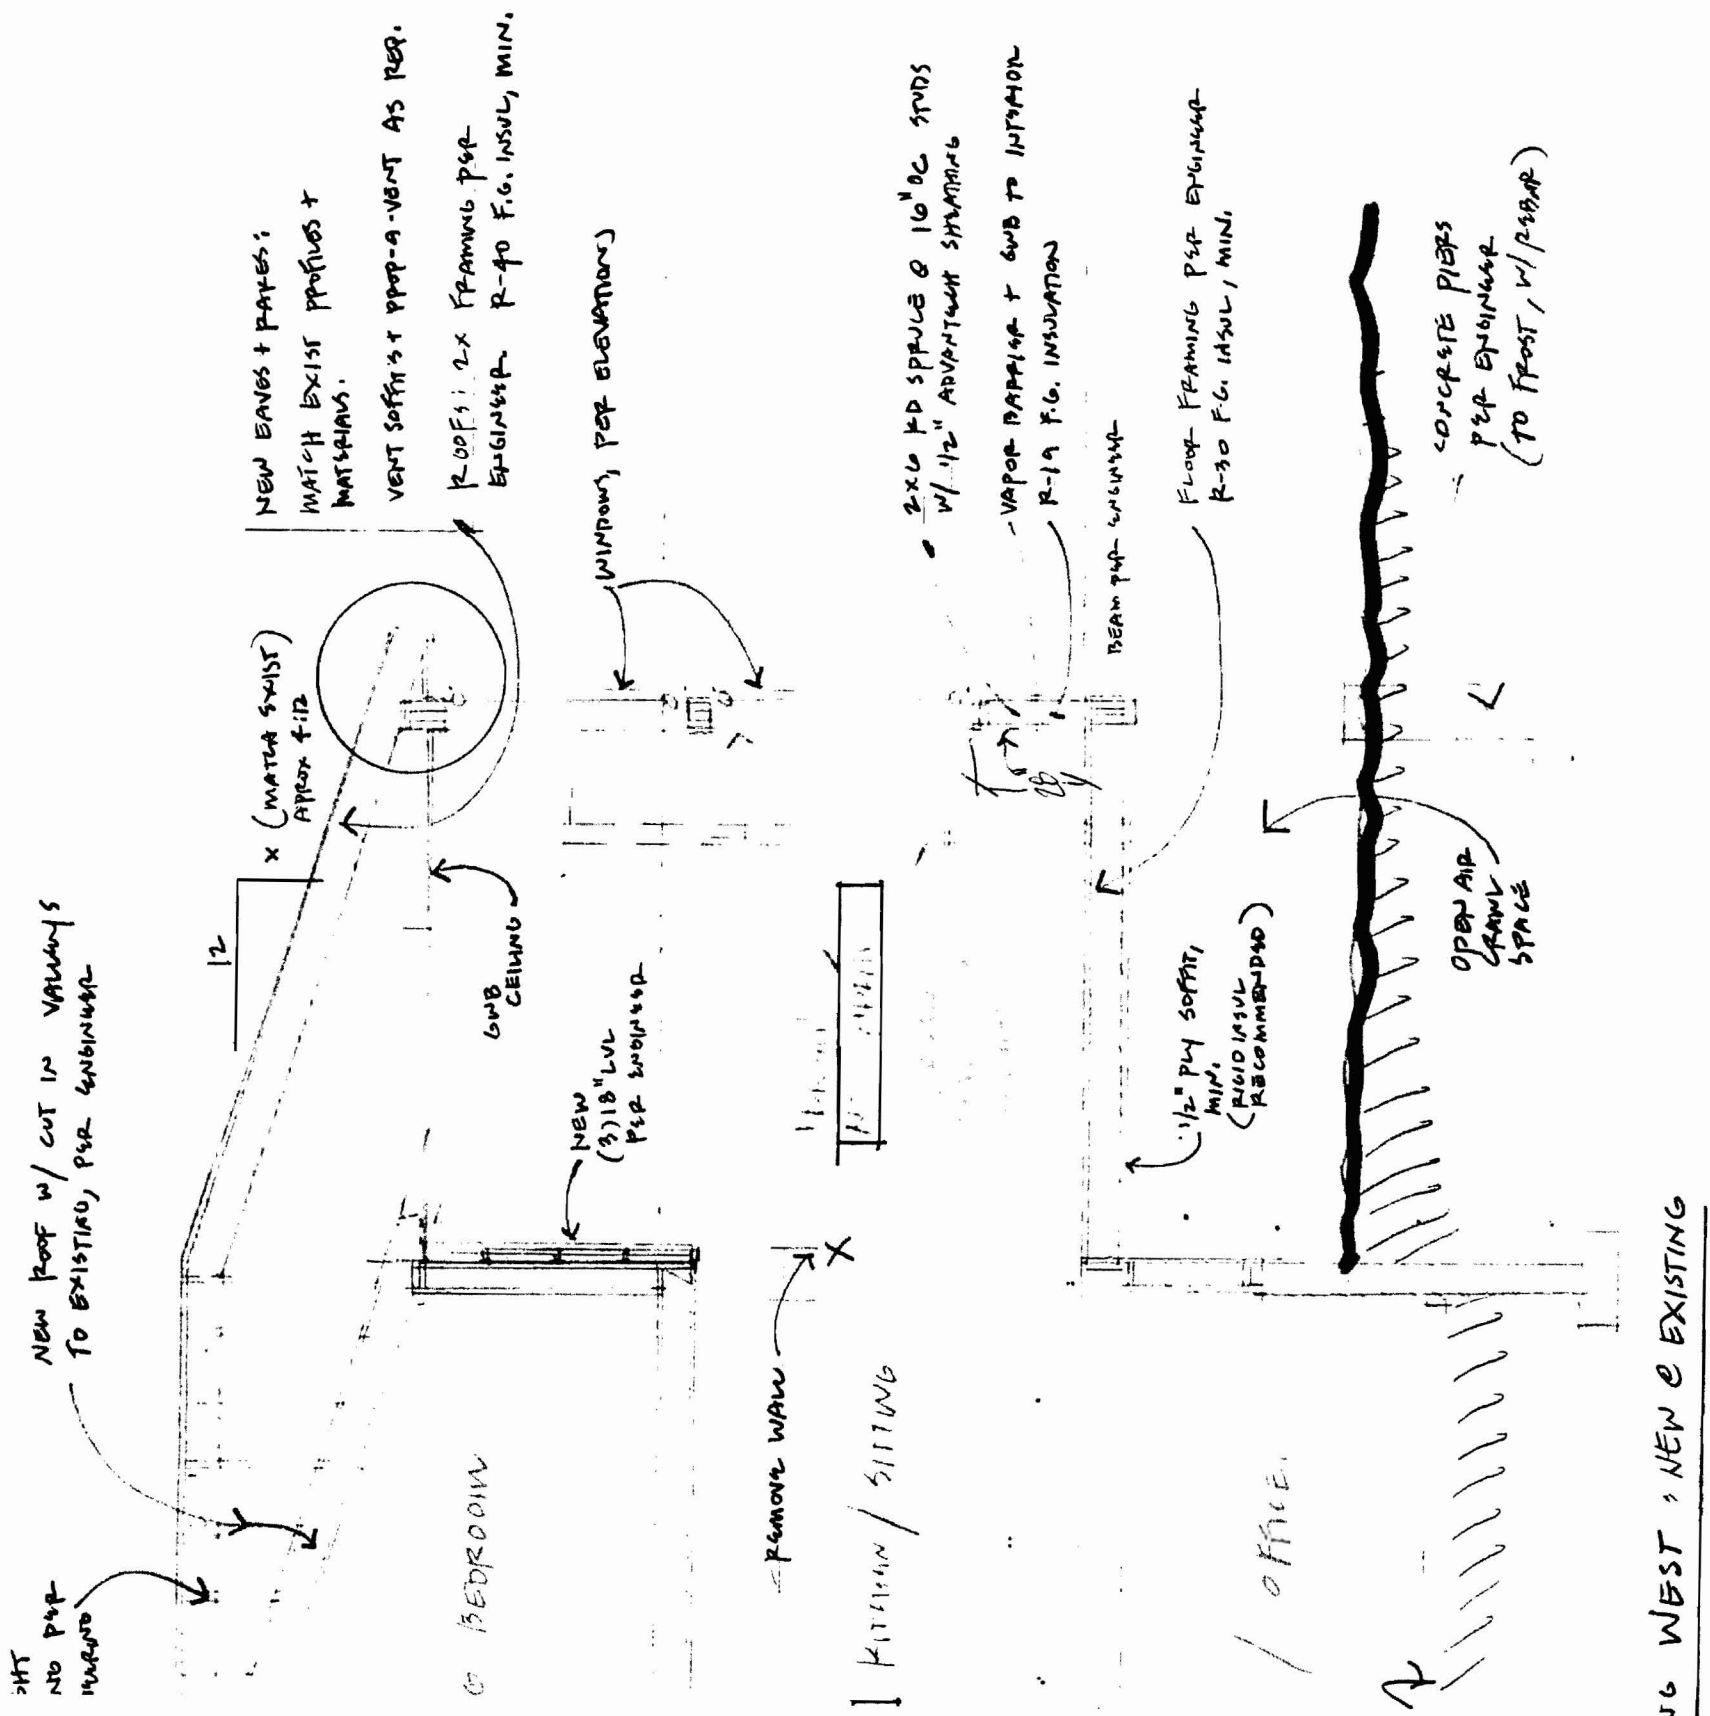 NEW ROOF W/ CUT IN VALLEYS
TO EXISTING, PER ENGINEER
NO PER
12
X (MATCH EXIST)
APPROX 4:12
NEW EAVES + RAKES:
MATCH EXIST PROFILES +
MATERIALS.
VENT SOFFITS + PROP-A-VENT AS REQ.
ROOFS: 2X FRAMING PER
ENGINEER R-40 F.G. INSUL, MIN.
GWB
CEILING
WINDOWS, PER ELEVATIONS
BEDROOM
NEW
(3) 18" LVL
PER ENGINEER
REMOVE WALL
X
KITCHEN / SITTING
2X6 KD SPRUCE @ 16" OC STUDS
W/ 1/2" ADVANTECH SHEATHING
- VAPOR BARRIER + GWB TO INTERIOR
R-19 F.G. INSULATION
BEAM PER ENGINEER
FLOOR FRAMING PER ENGINEER
R-30 F.G. INSUL, MIN.
1/2" PLY SOFFIT,
MIN.
(RIGID INSUL
RECOMMENDED)
/ OFFICE
OPEN AIR
CRAWL
SPACE
CONCRETE PIERS
PER ENGINEER
(TO FROST, W/ REBAR)
NG WEST : NEW @ EXISTING